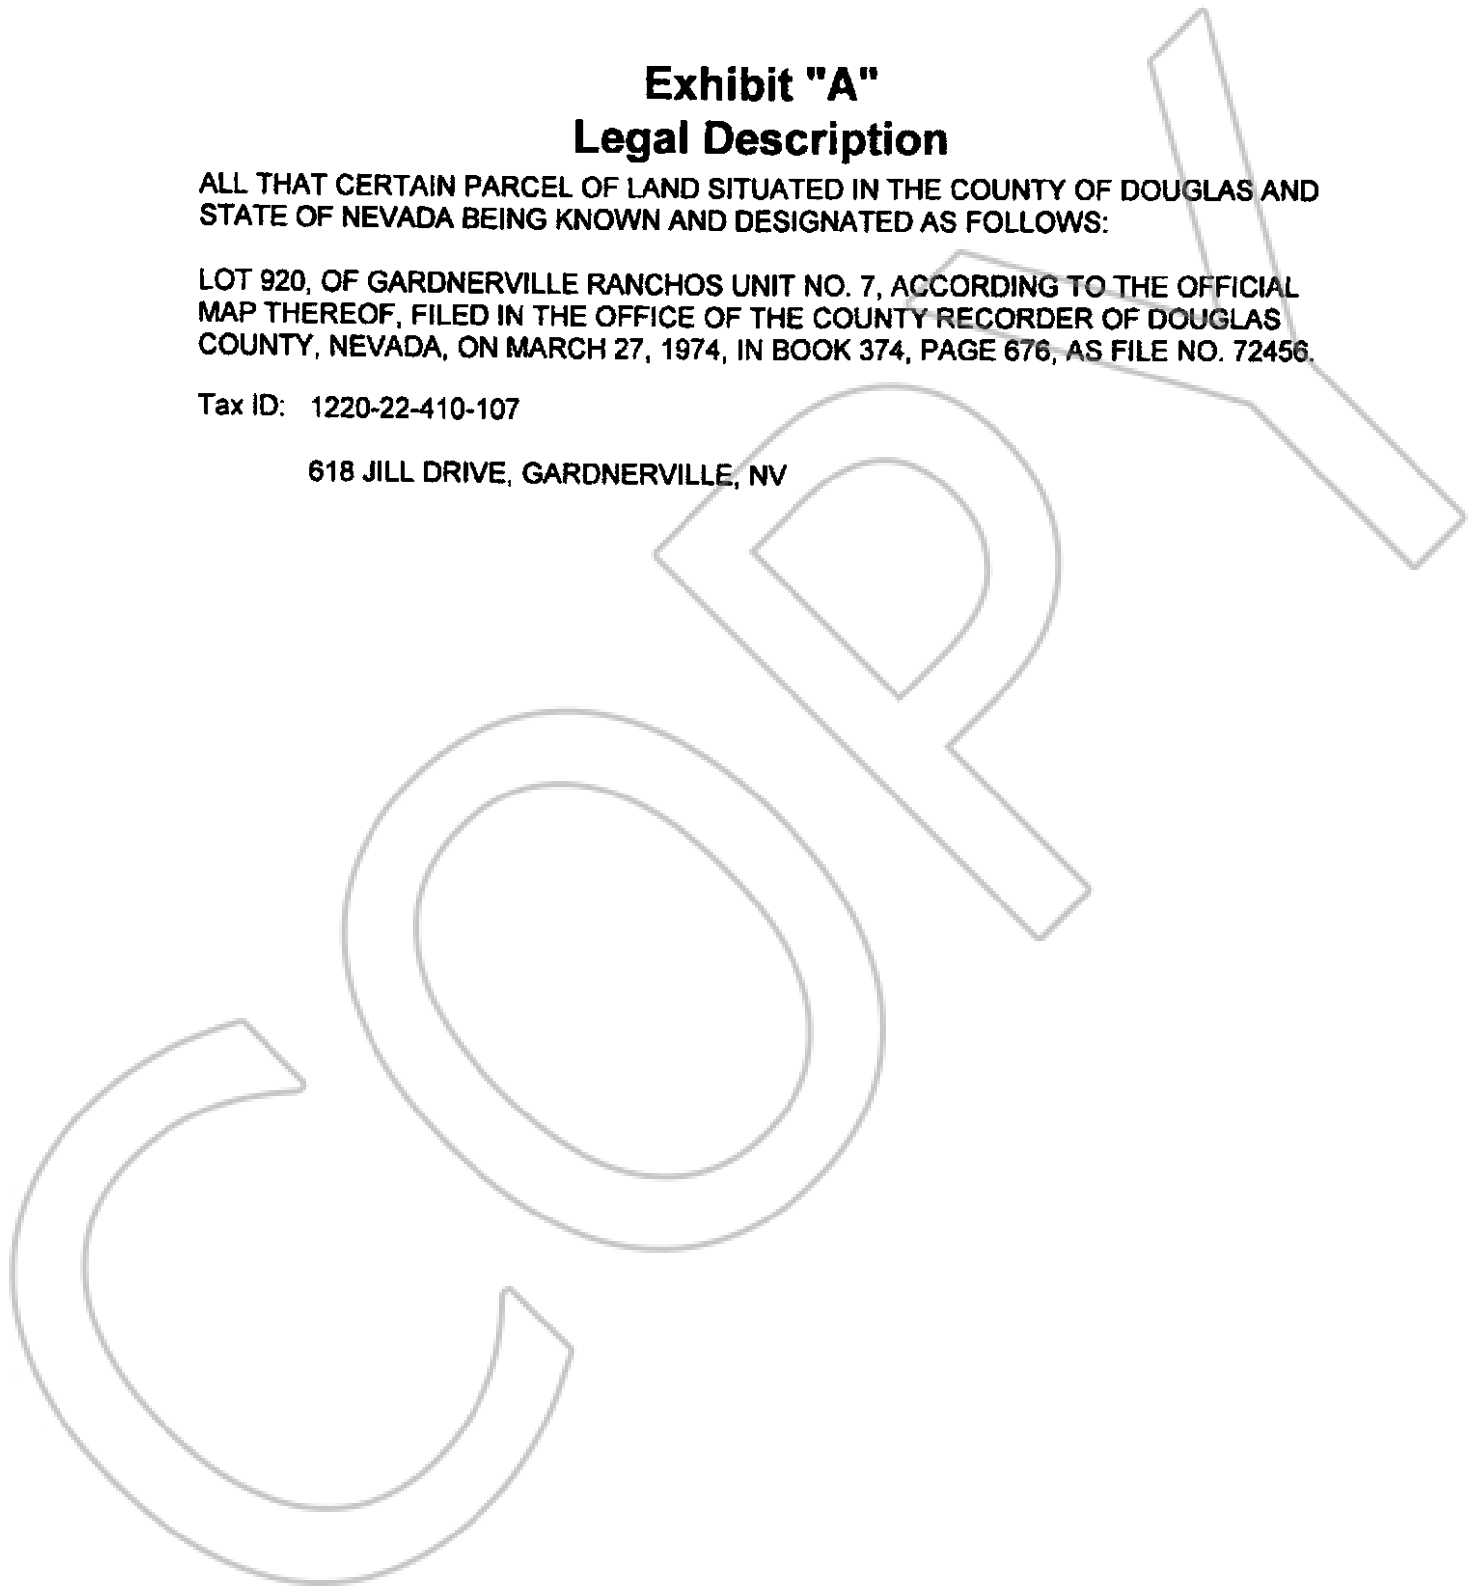 Exhibit "A"
Legal Description
ALL THAT CERTAIN PARCEL OF LAND SITUATED IN THE COUNTY OF DOUGLAS AND
STATE OF NEVADA BEING KNOWN AND DESIGNATED AS FOLLOWS:
LOT 920, OF GARDNERVILLE RANCHOS UNIT NO. 7, ACCORDING TO THE OFFICIAL
MAP THEREOF, FILED IN THE OFFICE OF THE COUNTY RECORDER OF DOUGLAS
COUNTY, NEVADA, ON MARCH 27, 1974, IN BOOK 374, PAGE 676, AS FILE NO. 72456.
Tax ID: 1220-22-410-107
618 JILL DRIVE, GARDNERVILLE, NV
COPY